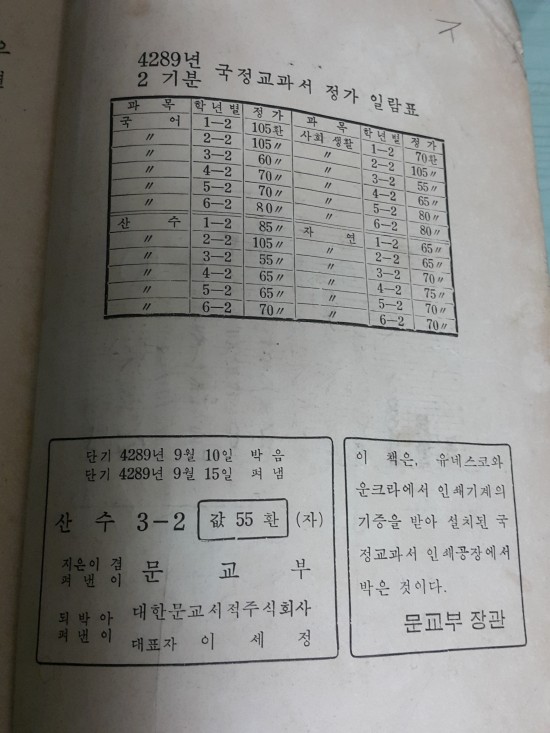 4289년
2 기분 국정교과서 정가 일람표
과 목 학년별 정가 과 목 학년별 정가
국 어 1—2 105환 사회 생활 1—2 70환
〃 2—2 105〃 〃 2—2 105〃
〃 3—2 60〃 〃 3—2 55〃
〃 4—2 70〃 〃 4—2 65〃
〃 5—2 70〃 〃 5—2 80〃
〃 6—2 80〃 〃 6—2 80〃
산 수 1—2 85〃 자 연 1—2 65〃
〃 2—2 105〃 〃 2—2 65〃
〃 3—2 55〃 〃 3—2 70〃
〃 4—2 65〃 〃 4—2 75〃
〃 5—2 65〃 〃 5—2 70〃
〃 6—2 70〃 〃 6—2 70〃
단기 4289년 9월 10일 박 음
단기 4289년 9월 15일 펴 냄
산 수 3-2 값 55 환 (자)
지은이 겸
펴 낸 이 문 교 부
되 박 아
펴 낸 이 대한문교서적주식회사
대표자 이 세 정
이 책은, 유네스코와
운크라에서 인쇄기계의
기증을 받아 설치된 국
정교과서 인쇄공장에서
박은 것이다.
문교부 장관